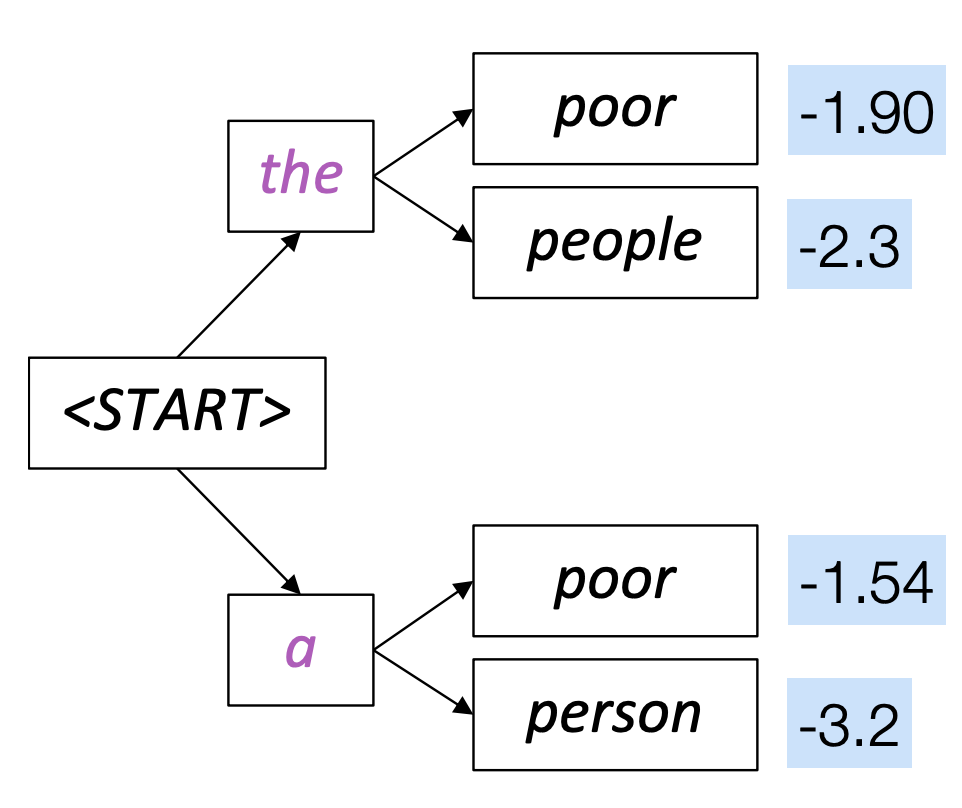 poor -1.90
the
people -2.3
<START>
poor -1.54
a
person -3.2